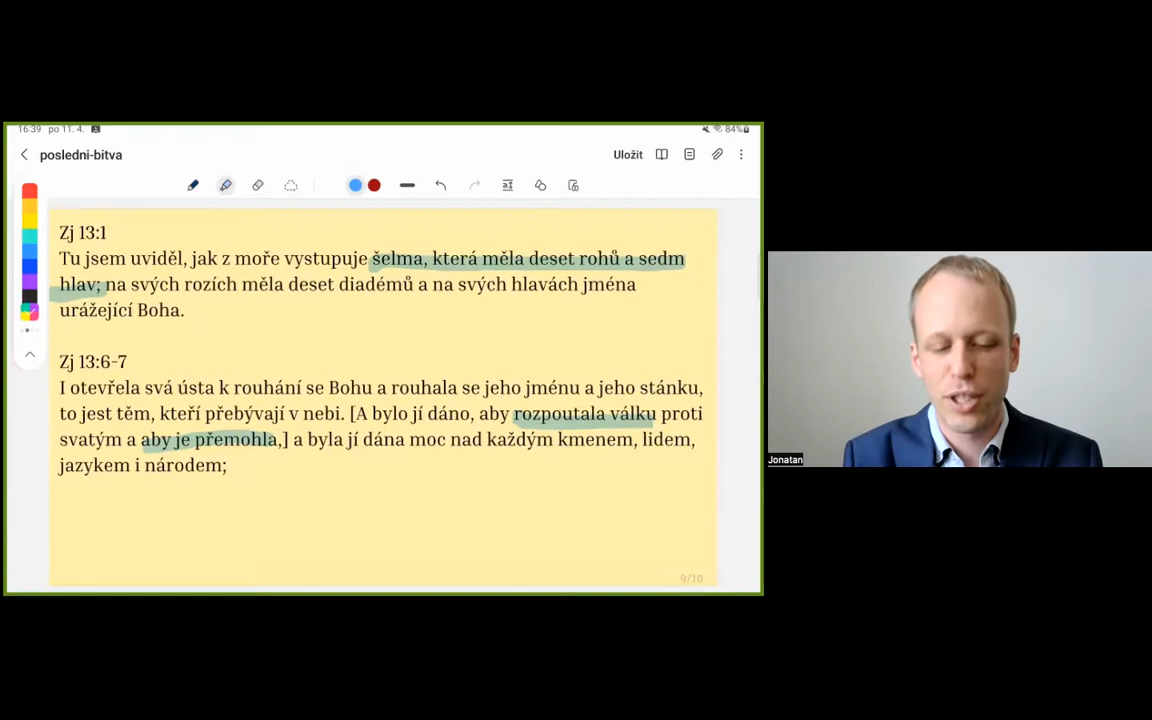 16:39 po 11. 4.
84%
posledni-bitva
Uložit
Zj 13:1
Tu jsem uviděl, jak z moře vystupuje šelma, která měla deset rohů a sedm
hlav; na svých rozích měla deset diadémů a na svých hlavách jména
urážející Boha.
Zj 13:6-7
I otevřela svá ústa k rouhání se Bohu a rouhala se jeho jménu a jeho stánku,
to jest těm, kteří přebývají v nebi. [A bylo jí dáno, aby rozpoutala válku proti
svatým a aby je přemohla,] a byla jí dána moc nad každým kmenem, lidem,
jazykem i národem;
9/10
Jonatan